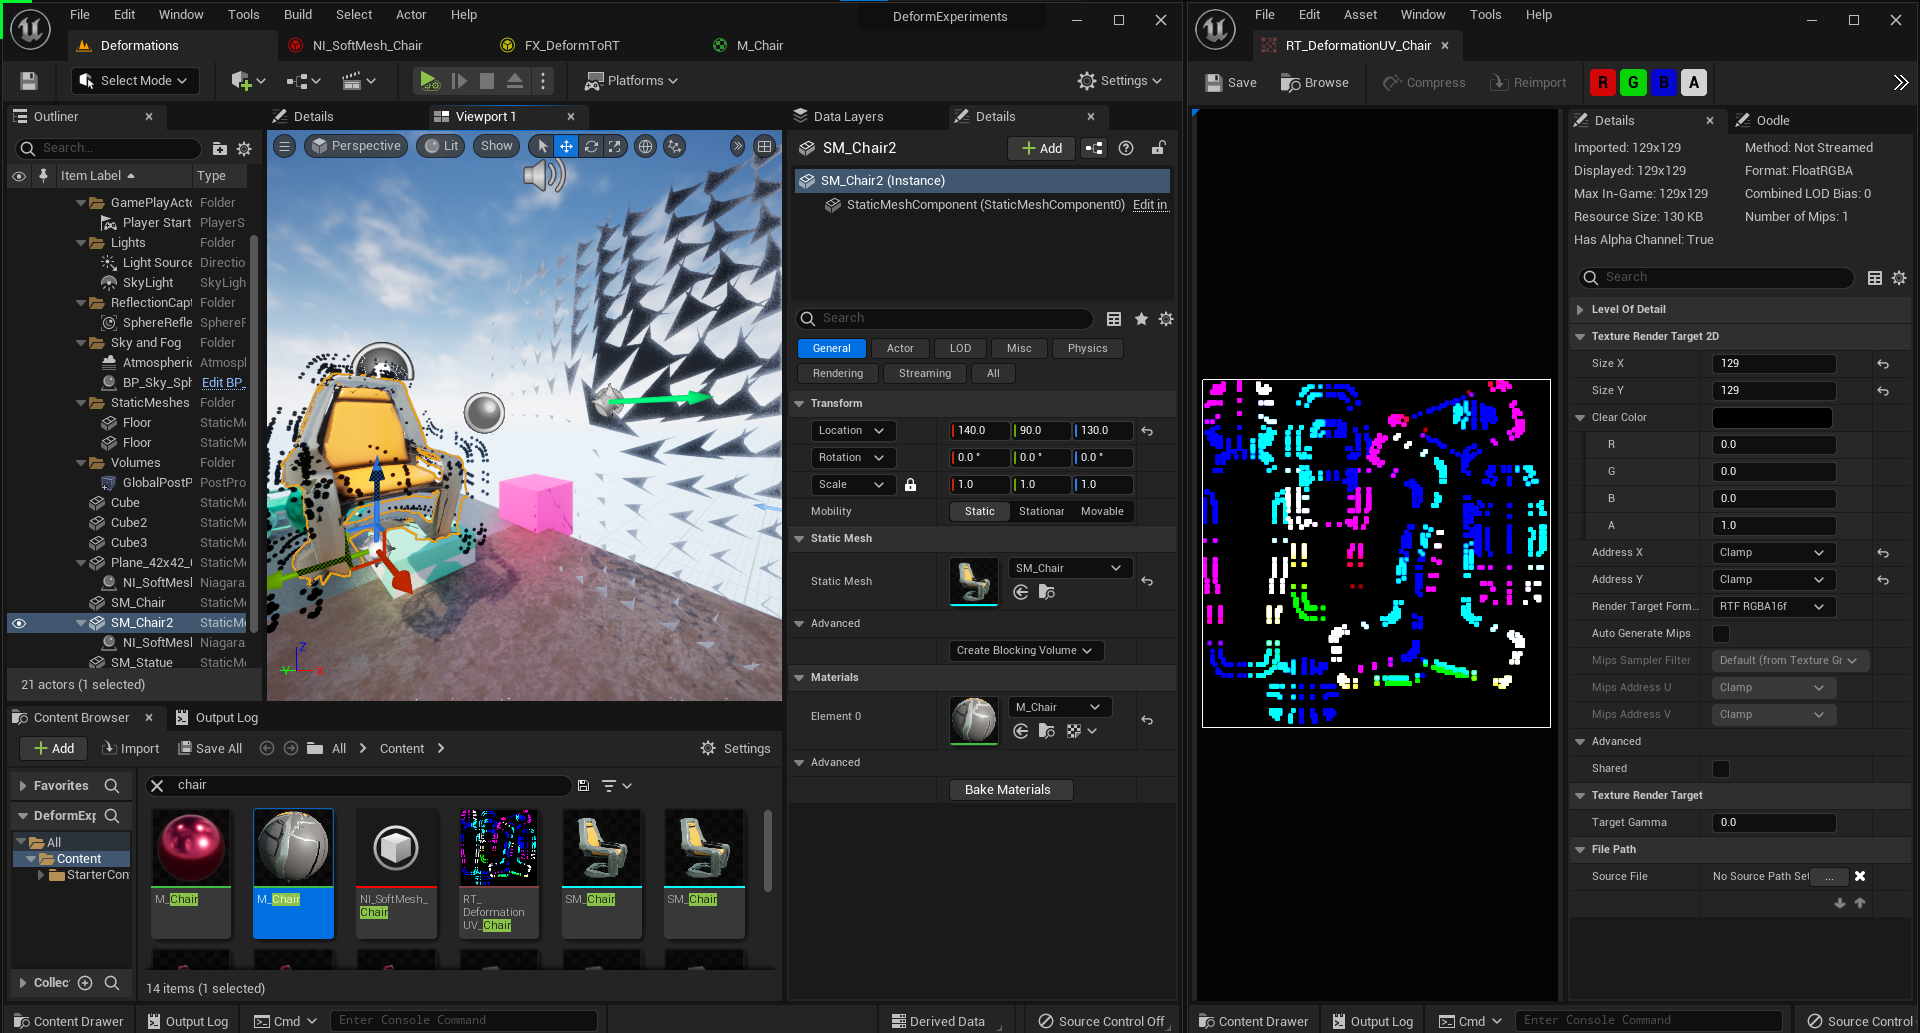 File Edit Window Tools Build Select Actor Help
DeformExperiments
Deformations
NI_SoftMesh_Chair
FX_DeformToRT
M_Chair
Select Mode
Platforms
Settings
Outliner
Search...
Item Label
Type
GamePlayActo Folder
Player Start PlayerS
Lights Folder
Light Source Directio
SkyLight SkyLigh
ReflectionCapt Folder
SphereRefle SphereF
Sky and Fog Folder
Atmospheric Atmospl
BP_Sky_Sph Edit BP_
StaticMeshes Folder
Floor StaticMe
Floor StaticMe
Volumes Folder
GlobalPostP PostPro
Cube StaticMe
Cube2 StaticMe
Cube3 StaticMe
Plane_42x42_ StaticMe
NI_SoftMesl Niagara
SM_Chair StaticMe
SM_Chair2 StaticMe
NI_SoftMesl Niagara
SM_Statue StaticMe
21 actors (1 selected)
Details
Viewport 1
Perspective
Lit
Show
Z
Y
X
Data Layers
Details
SM_Chair2
Add
SM_Chair2 (Instance)
StaticMeshComponent (StaticMeshComponent0) Edit in
Search
General
Actor
LOD
Misc
Physics
Rendering
Streaming
All
Transform
Location 140.0 90.0 130.0
Rotation 0.0 ° 0.0 ° 0.0 °
Scale 1.0 1.0 1.0
Mobility Static Stationar Movable
Static Mesh
Static Mesh
SM_Chair
Advanced
Create Blocking Volume
Materials
Element 0
M_Chair
Advanced
Bake Materials
Content Browser
Output Log
Add
Import
Save All
All
Content
Settings
Favorites
DeformExp
All
Content
StarterCon
Collec
chair
M_Chair
M_Chair
NI_SoftMesh_
Chair
RT_
Deformation
UV_Chair
SM_Chair
SM_Chair
14 items (1 selected)
Content Drawer
Output Log
Cmd
Enter Console Command
Derived Data
Source Control Off
File Edit Asset Window Tools Help
RT_DeformationUV_Chair
Save
Browse
Compress
Reimport
R G B A
Details
Oodle
Imported: 129x129
Method: Not Streamed
Displayed: 129x129
Format: FloatRGBA
Max In-Game: 129x129
Combined LOD Bias: 0
Resource Size: 130 KB
Number of Mips: 1
Has Alpha Channel: True
Search
Level Of Detail
Texture Render Target 2D
Size X 129
Size Y 129
Clear Color
R 0.0
G 0.0
B 0.0
A 1.0
Address X Clamp
Address Y Clamp
Render Target Form... RTF RGBA16f
Auto Generate Mips
Mips Sampler Filter Default (from Texture Gr
Mips Address U Clamp
Mips Address V Clamp
Advanced
Shared
Texture Render Target
Target Gamma 0.0
File Path
Source File No Source Path Set ...
Content Drawer
Output Log
Cmd
Enter Console Command
Source Control